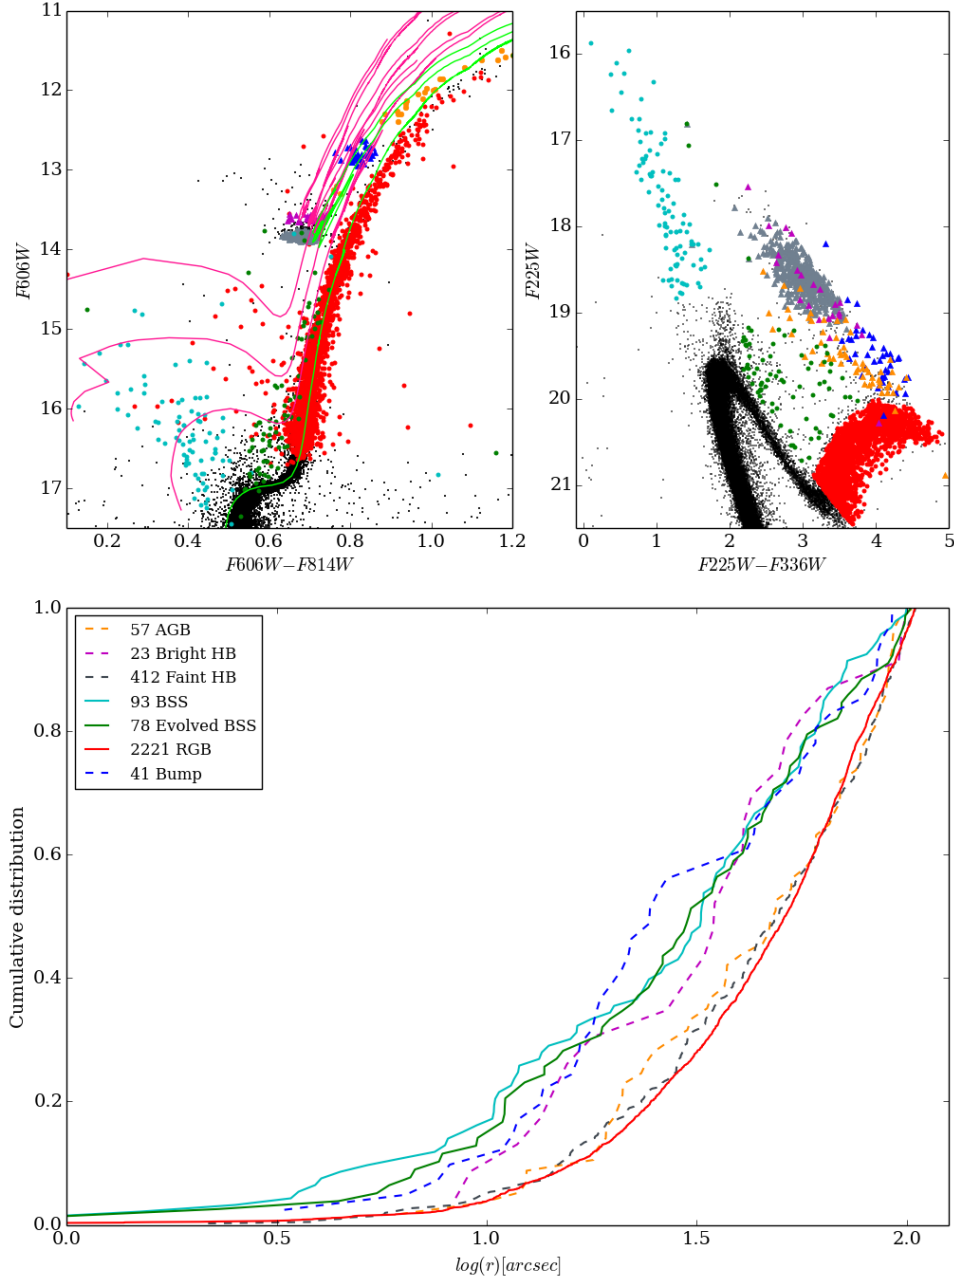 11
12
13
14
15
16
17
F606W
0.2
0.4
0.6
0.8
1.0
1.2
F606W−F814W
16
17
18
19
20
21
F225W
0
1
2
3
4
5
F225W−F336W
1.0
0.8
0.6
0.4
0.2
0.0
Cumulative distribution
57 AGB
23 Bright HB
412 Faint HB
93 BSS
78 Evolved BSS
2221 RGB
41 Bump
0.0
0.5
1.0
1.5
2.0
log(r)[arcsec]